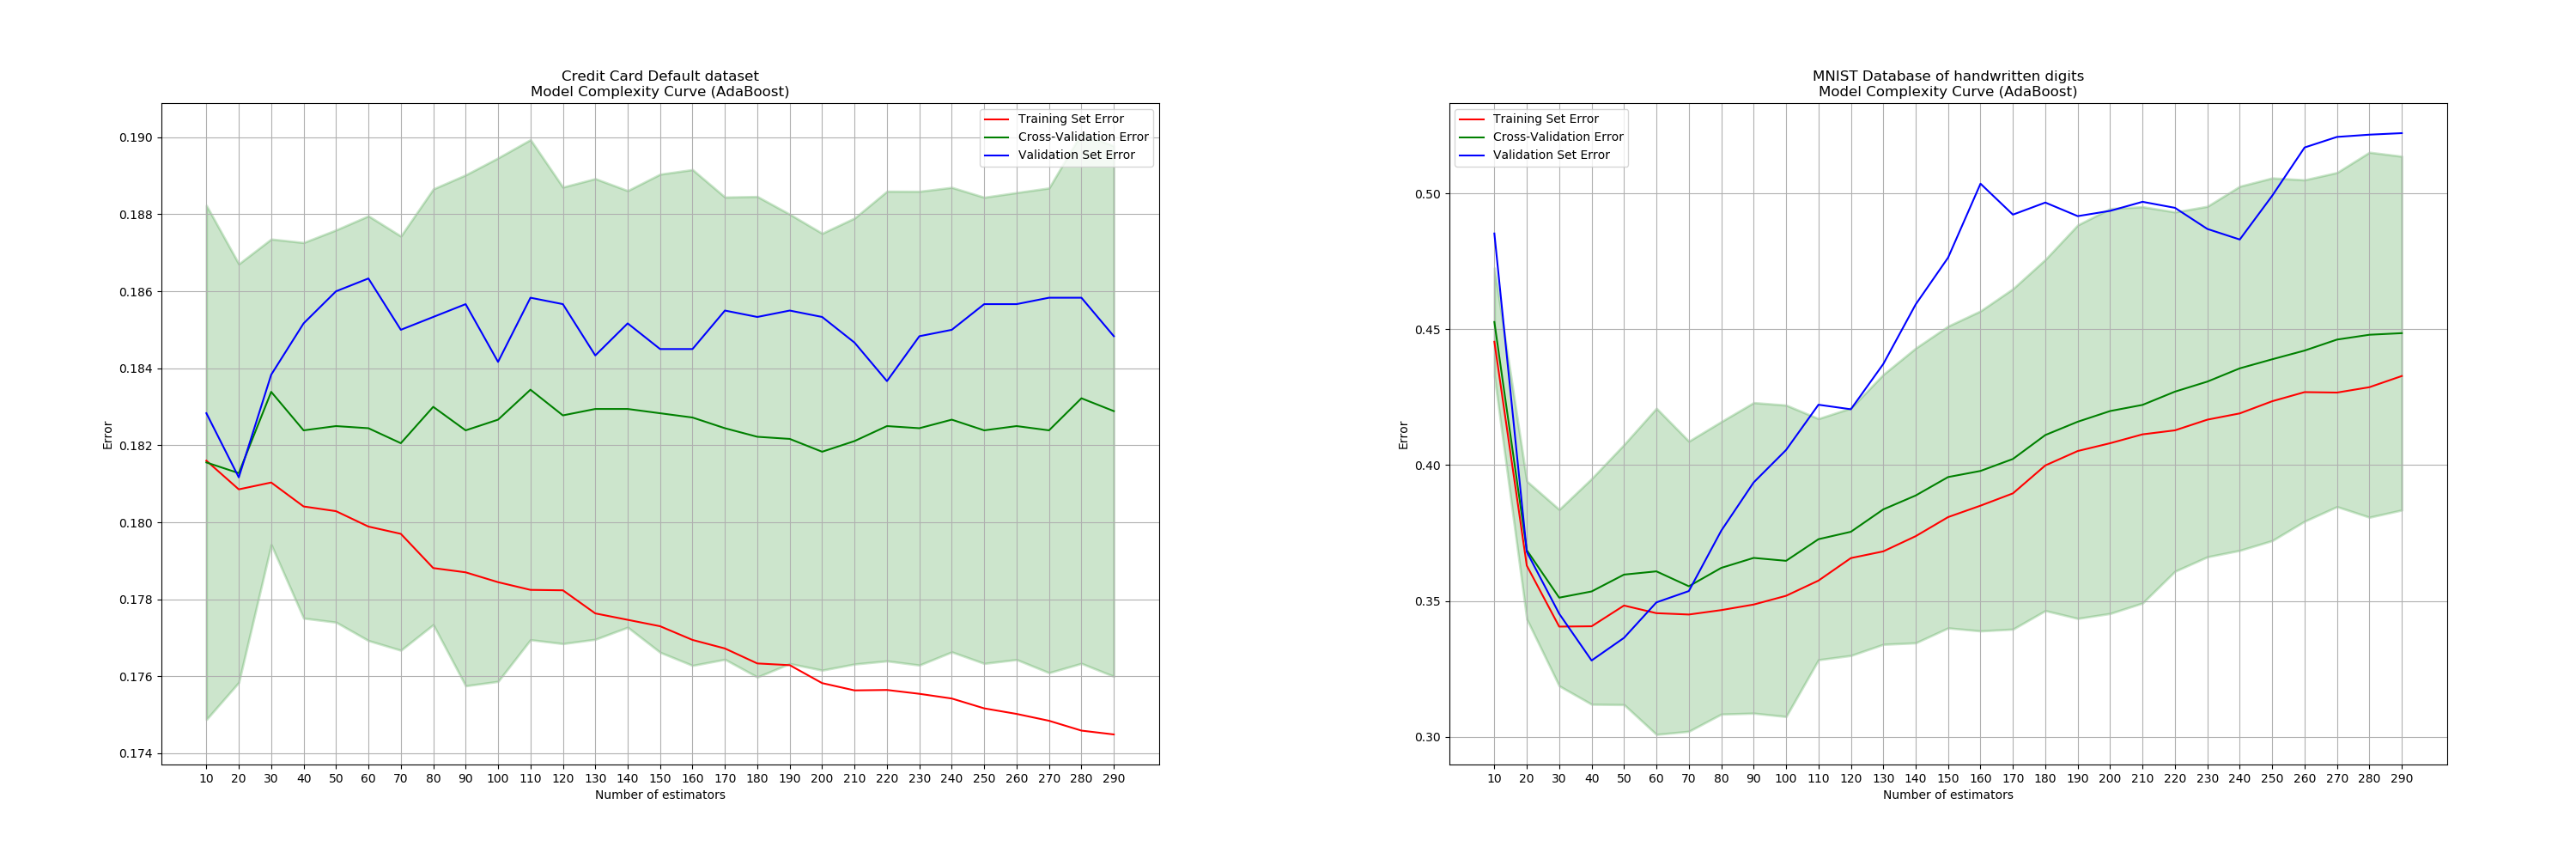 Credit Card Default dataset
Model Complexity Curve (AdaBoost)
Training Set Error
Cross-Validation Error
Validation Set Error
Error
0.190
0.188
0.186
0.184
0.182
0.180
0.178
0.176
0.174
10 20 30 40 50 60 70 80 90 100 110 120 130 140 150 160 170 180 190 200 210 220 230 240 250 260 270 280 290
Number of estimators
MNIST Database of handwritten digits
Model Complexity Curve (AdaBoost)
Training Set Error
Cross-Validation Error
Validation Set Error
Error
0.50
0.45
0.40
0.35
0.30
10 20 30 40 50 60 70 80 90 100 110 120 130 140 150 160 170 180 190 200 210 220 230 240 250 260 270 280 290
Number of estimators